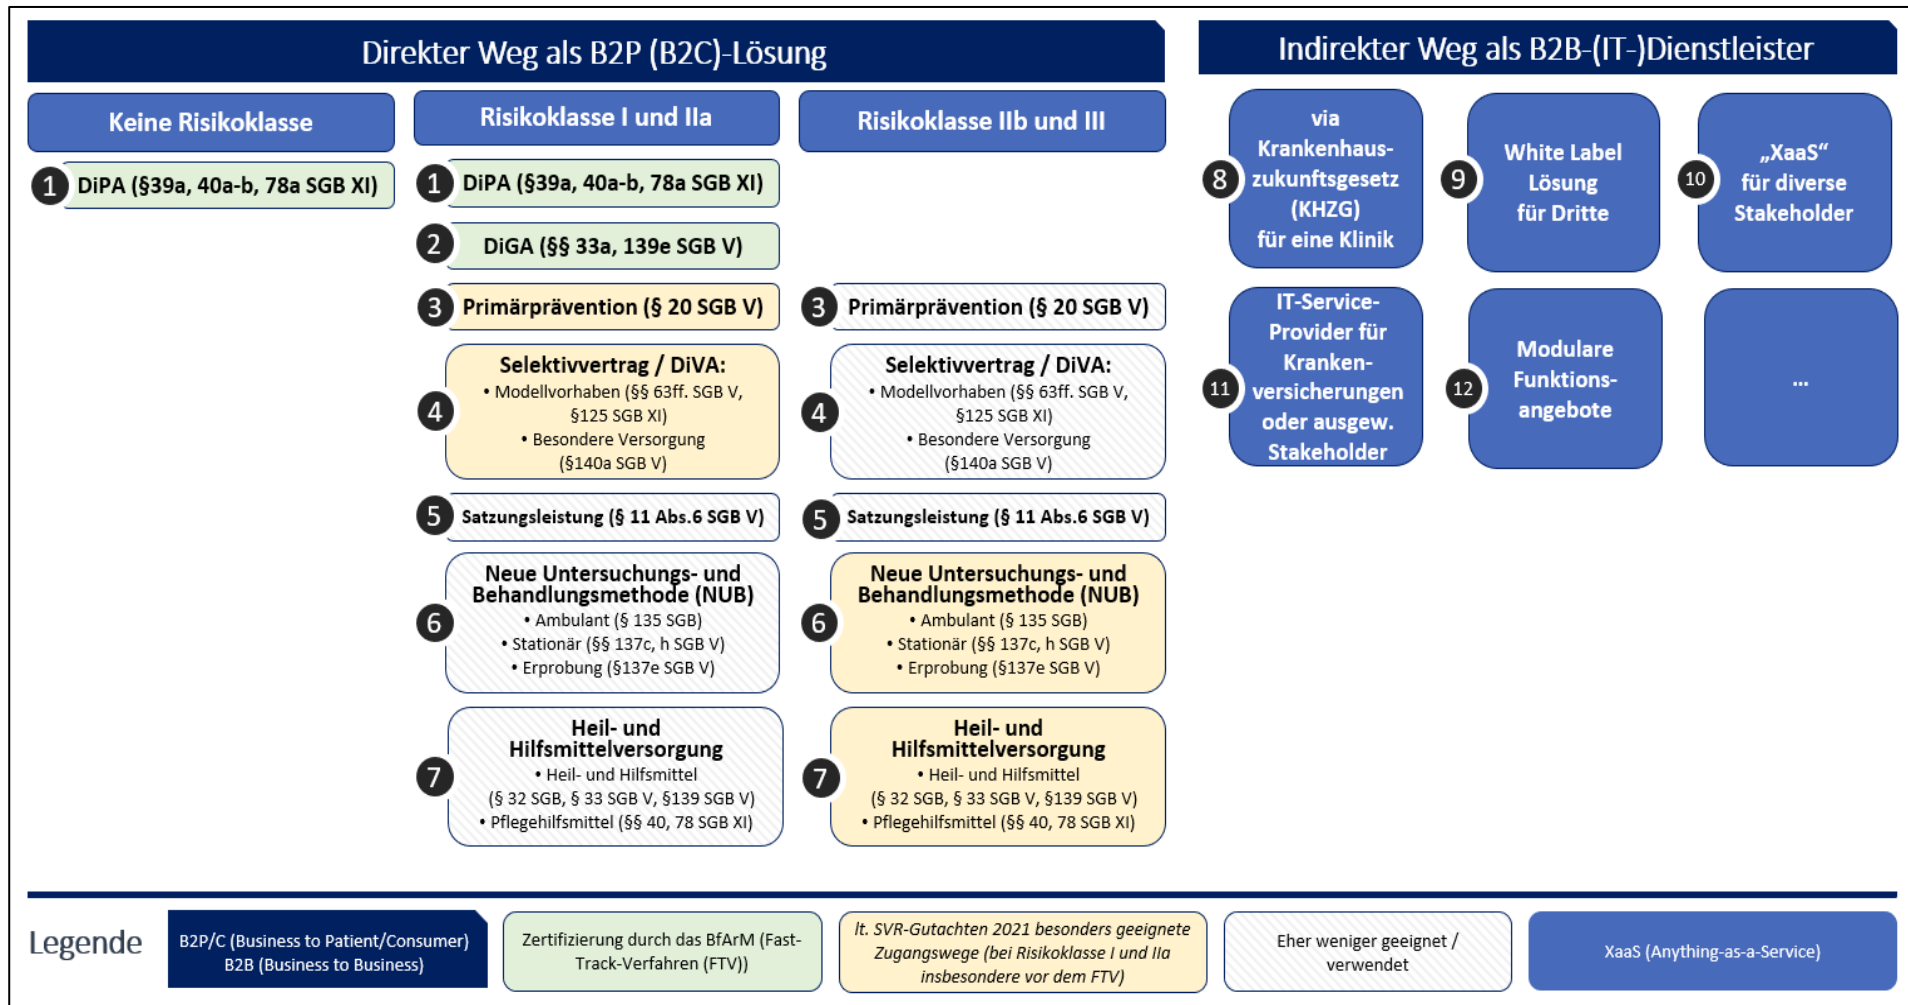 Direkter Weg als B2P (B2C)-Lösung
Keine Risikoklasse
1
DiPA (§39a, 40a-b, 78a SGB XI)
Risikoklasse I und IIa
1
DiPA (§39a, 40a-b, 78a SGB XI)
2
DiGA (§§ 33a, 139e SGB V)
3
Primärprävention (§ 20 SGB V)
4
Selektivvertrag / DiVA:
• Modellvorhaben (§§ 63ff. SGB V,
§125 SGB XI)
• Besondere Versorgung
(§140a SGB V)
5
Satzungsleistung (§ 11 Abs.6 SGB V)
6
Neue Untersuchungs- und
Behandlungsmethode (NUB)
• Ambulant (§ 135 SGB)
• Stationär (§§ 137c, h SGB V)
• Erprobung (§137e SGB V)
7
Heil- und
Hilfsmittelversorgung
• Heil- und Hilfsmittel
(§ 32 SGB, § 33 SGB V, §139 SGB V)
• Pflegehilfsmittel (§§ 40, 78 SGB XI)
Risikoklasse IIb und III
3
Primärprävention (§ 20 SGB V)
4
Selektivvertrag / DiVA:
• Modellvorhaben (§§ 63ff. SGB V,
§125 SGB XI)
• Besondere Versorgung
(§140a SGB V)
5
Satzungsleistung (§ 11 Abs.6 SGB V)
6
Neue Untersuchungs- und
Behandlungsmethode (NUB)
• Ambulant (§ 135 SGB)
• Stationär (§§ 137c, h SGB V)
• Erprobung (§137e SGB V)
7
Heil- und
Hilfsmittelversorgung
• Heil- und Hilfsmittel
(§ 32 SGB, § 33 SGB V, §139 SGB V)
• Pflegehilfsmittel (§§ 40, 78 SGB XI)
Indirekter Weg als B2B-(IT-)Dienstleister
8
via
Krankenhaus-
zukunftsgesetz
(KHZG)
für eine Klinik
9
White Label
Lösung
für Dritte
10
„XaaS“
für diverse
Stakeholder
11
IT-Service-
Provider für
Kranken-
versicherungen
oder ausgew.
Stakeholder
12
Modulare
Funktions-
angebote
...
Legende
B2P/C (Business to Patient/Consumer)
B2B (Business to Business)
Zertifizierung durch das BfArM (Fast-
Track-Verfahren (FTV))
lt. SVR-Gutachten 2021 besonders geeignete
Zugangswege (bei Risikoklasse I und IIa
insbesondere vor dem FTV)
Eher weniger geeignet /
verwendet
XaaS (Anything-as-a-Service)